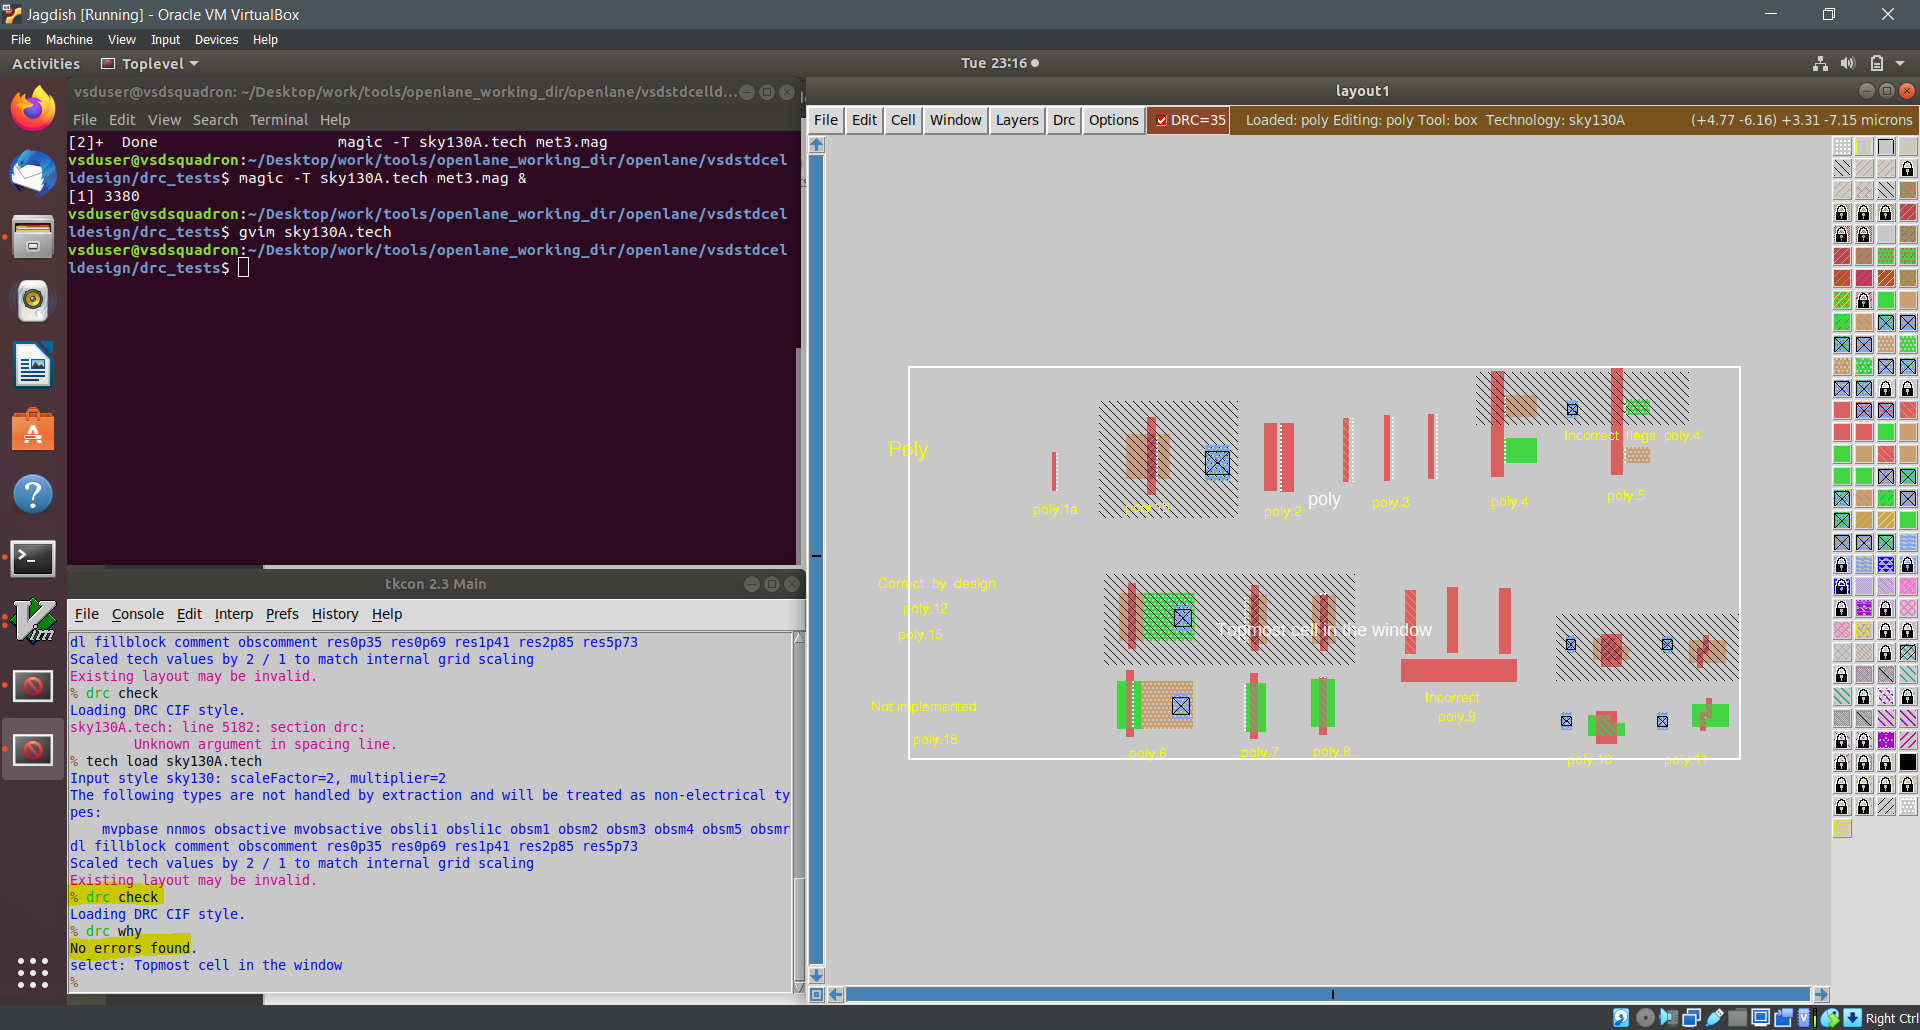 Jagdish [Running] - Oracle VM VirtualBox
File Machine View Input Devices Help
Activities Toplevel Tue 23:16
vsduser@vsdsquadron: ~/Desktop/work/tools/openlane_working_dir/openlane/vsdstdcelld...
File Edit View Search Terminal Help
[2]+ Done magic -T sky130A.tech met3.mag
vsduser@vsdsquadron:~/Desktop/work/tools/openlane_working_dir/openlane/vsdstdcel
ldesign/drc_tests$ magic -T sky130A.tech met3.mag &
[1] 3380
vsduser@vsdsquadron:~/Desktop/work/tools/openlane_working_dir/openlane/vsdstdcel
ldesign/drc_tests$ gvim sky130A.tech
vsduser@vsdsquadron:~/Desktop/work/tools/openlane_working_dir/openlane/vsdstdcel
ldesign/drc_tests$
tkcon 2.3 Main
File Console Edit Interp Prefs History Help
dl fillblock comment obscomment res0p35 res0p69 res1p41 res2p85 res5p73
Scaled tech values by 2 / 1 to match internal grid scaling
Existing layout may be invalid.
% drc check
Loading DRC CIF style.
sky130A.tech: line 5182: section drc:
Unknown argument in spacing line.
% tech load sky130A.tech
Input style sky130: scaleFactor=2, multiplier=2
The following types are not handled by extraction and will be treated as non-electrical ty
pes:
mvpbase nnmos obsactive mvobsactive obsli1 obsli1c obsm1 obsm2 obsm3 obsm4 obsm5 obsmr
dl fillblock comment obscomment res0p35 res0p69 res1p41 res2p85 res5p73
Scaled tech values by 2 / 1 to match internal grid scaling
Existing layout may be invalid.
% drc check
Loading DRC CIF style.
% drc why
No errors found.
select: Topmost cell in the window
%
layout1
File Edit Cell Window Layers Drc Options DRC=35 Loaded: poly Editing: poly Tool: box Technology: sky130A (+4.77 -6.16) +3.31 -7.15 microns
Incorrect flags poly.4
Poly
poly.1a
poly.2
poly
poly.3
poly.4
poly.5
Correct by design
poly.12
poly.15
Topmost cell in the window
Not implemented
poly.16
Incorrect
poly.9
poly.6
poly.7
poly.8
poly.10
poly.11
Right Ctrl